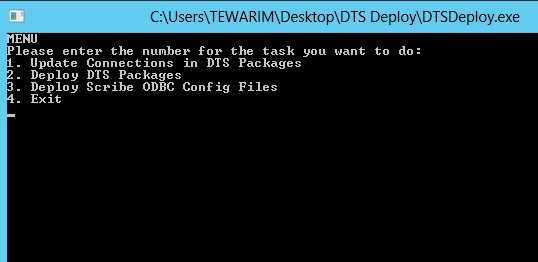 C:\Users\TEWARIM\Desktop\DTS Deploy\DTSDeploy.exe
MENU
Please enter the number for the task you want to do:
1. Update Connections in DTS Packages
2. Deploy DTS Packages
3. Deploy Scribe ODBC Config Files
4. Exit